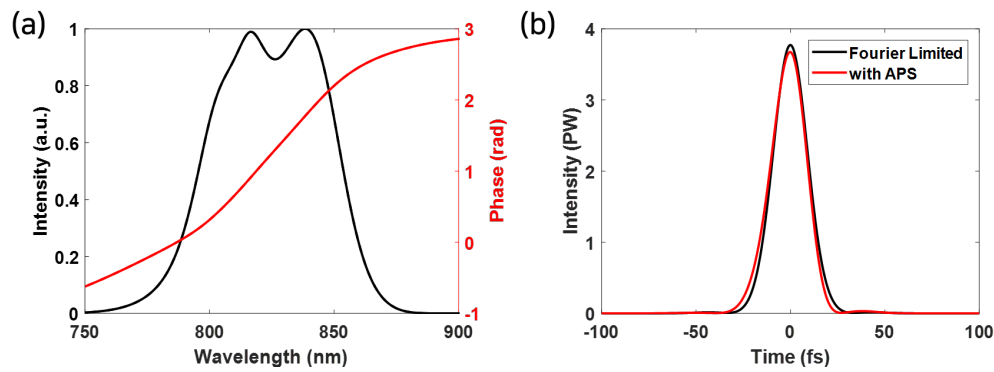 (a)
Intensity (a.u.)
1
0.8
0.6
0.4
0.2
0
750
800
850
900
Wavelength (nm)
3
2
1
0
-1
Phase (rad)
(b)
Intensity (PW)
4
3
2
1
0
-100
-50
0
50
100
Time (fs)
Fourier Limited
with APS